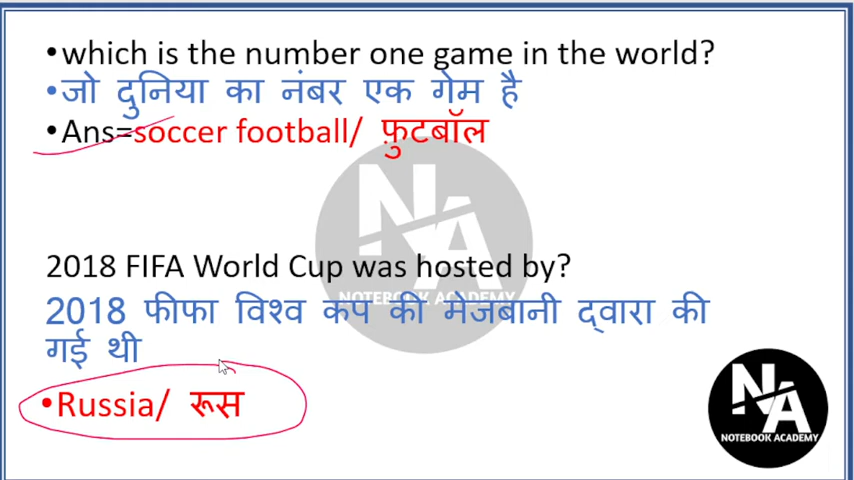 •which is the number one game in the world?
•जो दुनिया का नंबर एक गेम है
•Ans=soccer football/ फ़ुटबॉल
2018 FIFA World Cup was hosted by?
2018 फीफा विश्व कप की मेजबानी द्वारा की
गई थी
•Russia/ रूस
NA
NOTEBOOK ACADEMY
NA
NOTEBOOK ACADEMY